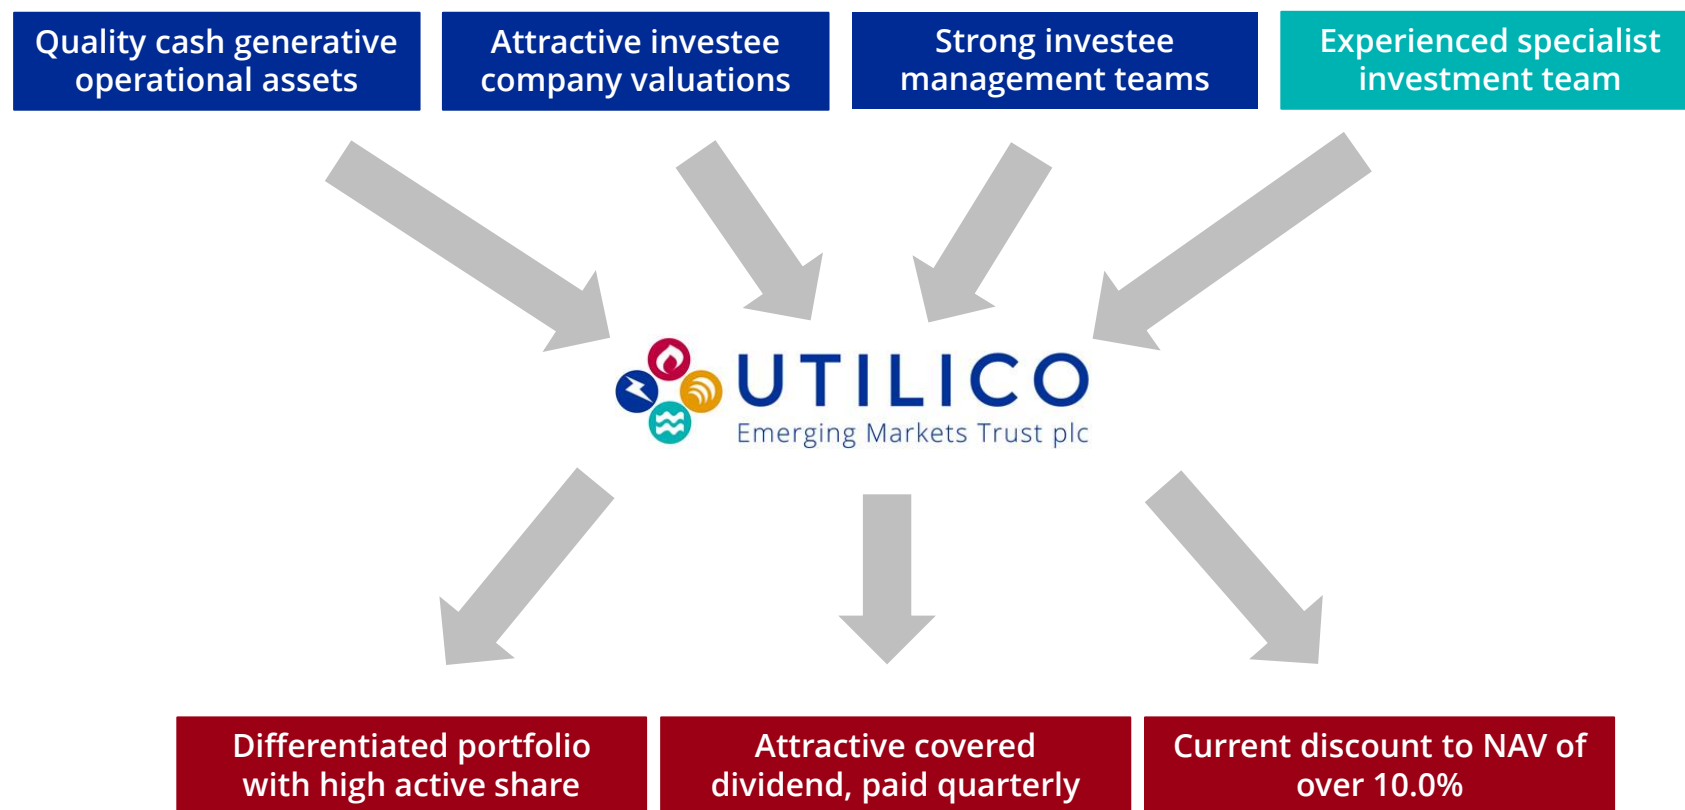 Quality cash generative
operational assets
Attractive investee
company valuations
Strong investee
management teams
Experienced specialist
investment team
UTILICO
Emerging Markets Trust plc
Differentiated portfolio
with high active share
Attractive covered
dividend, paid quarterly
Current discount to NAV of
over 10.0%